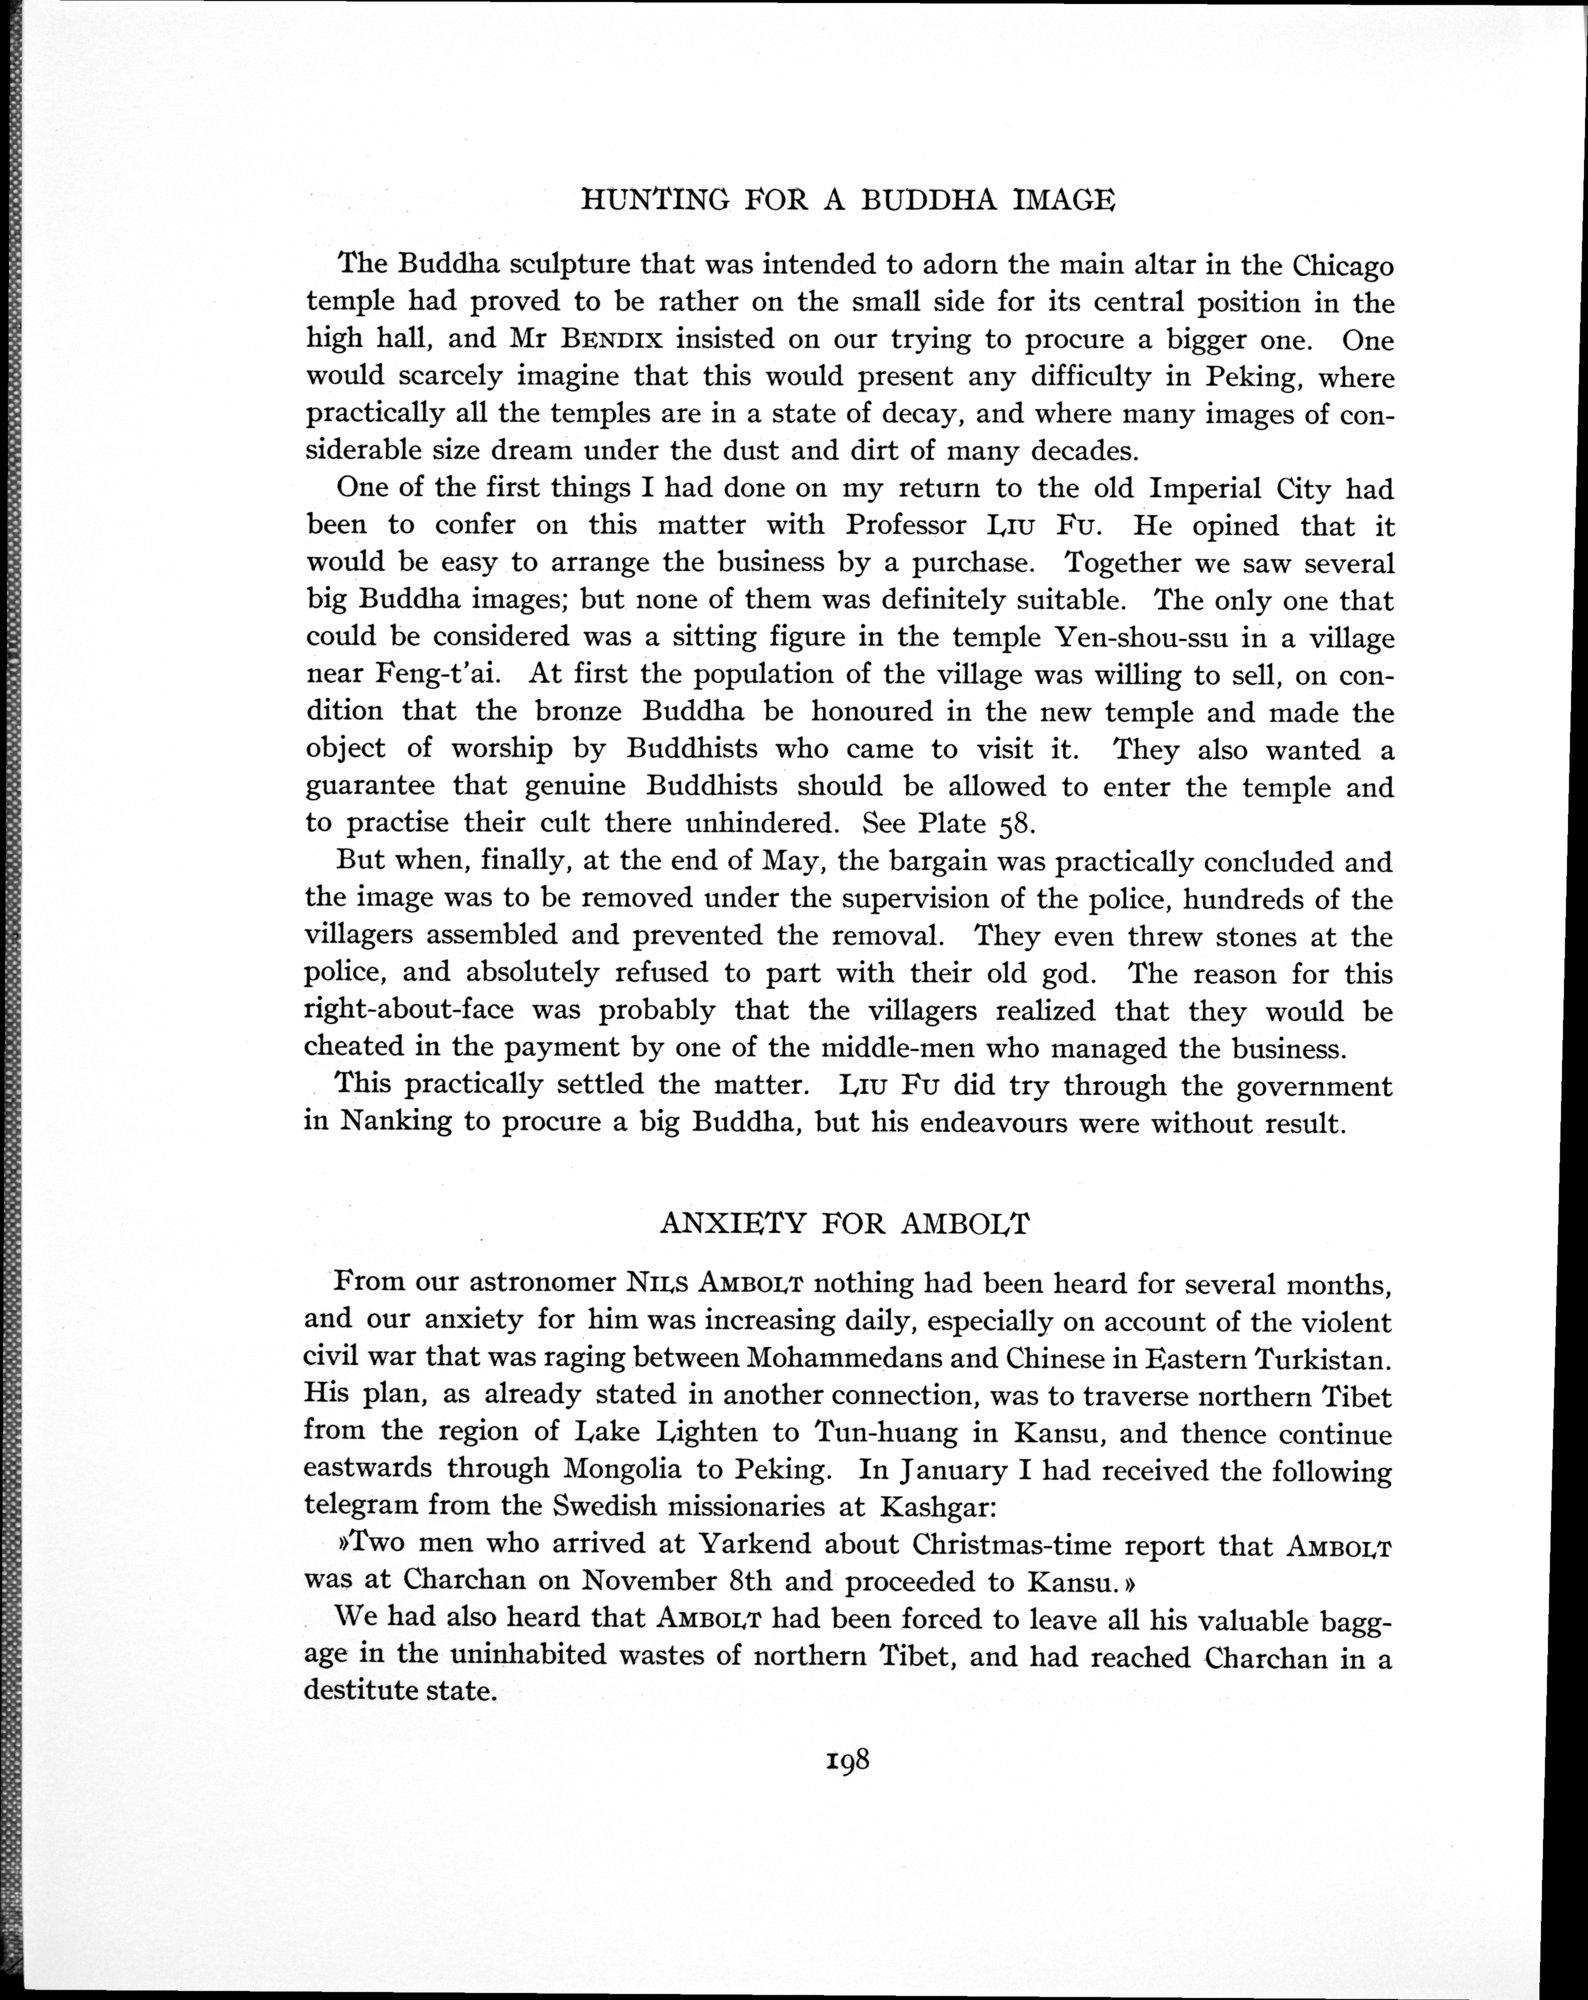 HUNTING FOR A BUDDHA IMAGE
The Buddha sculpture that was intended to adorn the main altar in the Chicago
temple had proved to be rather on the small side for its central position in the
high hall, and Mr BENDIX insisted on our trying to procure a bigger one. One
would scarcely imagine that this would present any difficulty in Peking, where
practically all the temples are in a state of decay, and where many images of con-
siderable size dream under the dust and dirt of many decades.
One of the first things I had done on my return to the old Imperial City had
been to confer on this matter with Professor LIU FU. He opined that it
would be easy to arrange the business by a purchase. Together we saw several
big Buddha images; but none of them was definitely suitable. The only one that
could be considered was a sitting figure in the temple Yen-shou-ssu in a village
near Feng-t'ai. At first the population of the village was willing to sell, on con-
dition that the bronze Buddha be honoured in the new temple and made the
object of worship by Buddhists who came to visit it. They also wanted a
guarantee that genuine Buddhists should be allowed to enter the temple and
to practise their cult there unhindered. See Plate 58.
But when, finally, at the end of May, the bargain was practically concluded and
the image was to be removed under the supervision of the police, hundreds of the
villagers assembled and prevented the removal. They even threw stones at the
police, and absolutely refused to part with their old god. The reason for this
right-about-face was probably that the villagers realized that they would be
cheated in the payment by one of the middle-men who managed the business.
This practically settled the matter. LIU FU did try through the government
in Nanking to procure a big Buddha, but his endeavours were without result.
ANXIETY FOR AMBOLT
From our astronomer NILS AMBOLT nothing had been heard for several months,
and our anxiety for him was increasing daily, especially on account of the violent
civil war that was raging between Mohammedans and Chinese in Eastern Turkistan.
His plan, as already stated in another connection, was to traverse northern Tibet
from the region of Lake Lighten to Tun-huang in Kansu, and thence continue
eastwards through Mongolia to Peking. In January I had received the following
telegram from the Swedish missionaries at Kashgar:
»Two men who arrived at Yarkend about Christmas-time report that AMBOLT
was at Charchan on November 8th and proceeded to Kansu.»
We had also heard that AMBOLT had been forced to leave all his valuable bagg-
age in the uninhabited wastes of northern Tibet, and had reached Charchan in a
destitute state.
198